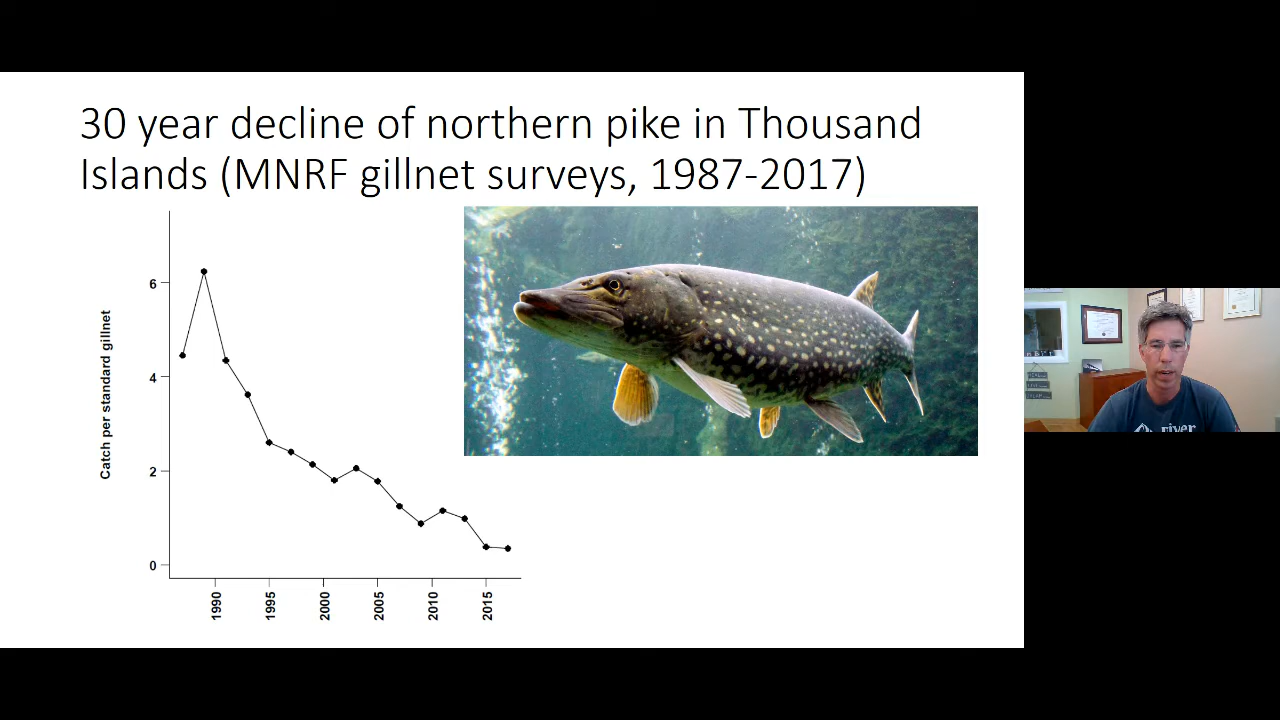 30 year decline of northern pike in Thousand
Islands (MNRF gillnet surveys, 1987-2017)
Catch per standard gillnet
6
4
2
0
1990
1995
2000
2005
2010
2015
river